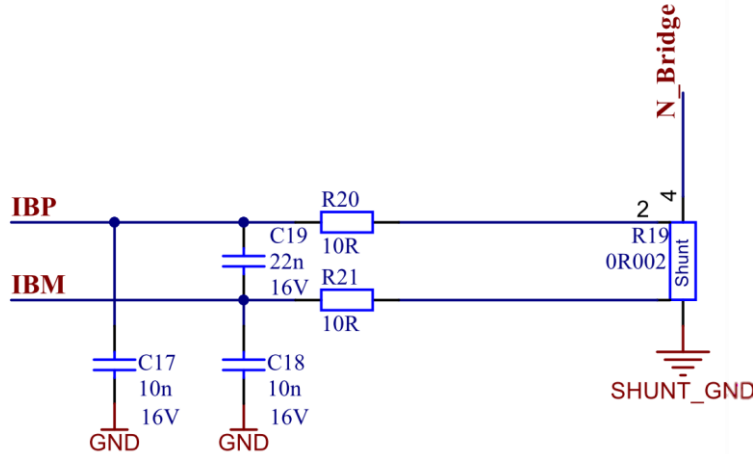 N_Bridge
4
IBP
R20
2
R19
0R002
Shunt
10R
C19
22n
16V
IBM
R21
10R
C17
10n
16V
C18
10n
16V
SHUNT_GND
GND
GND